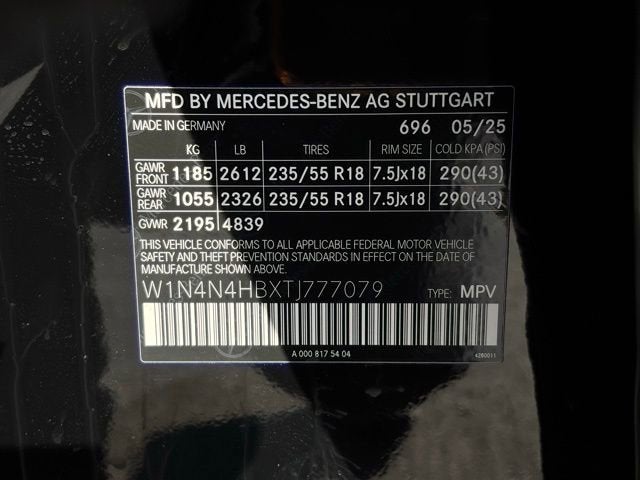 MFD BY MERCEDES-BENZ AG STUTTGART
MADE IN GERMANY 696 05/25
KG LB TIRES RIM SIZE COLD KPA (PSI)
GAWR FRONT 1185 2612 235/55 R18 7.5Jx18 290(43)
GAWR REAR 1055 2326 235/55 R18 7.5Jx18 290(43)
GVWR 2195 4839
THIS VEHICLE CONFORMS TO ALL APPLICABLE FEDERAL MOTOR VEHICLE
SAFETY AND THEFT PREVENTION STANDARDS IN EFFECT ON THE DATE
OF MANUFACTURE SHOWN ABOVE.
W1N4N4HBXTJ777079 TYPE: MPV
A 000 817 54 04 4260011